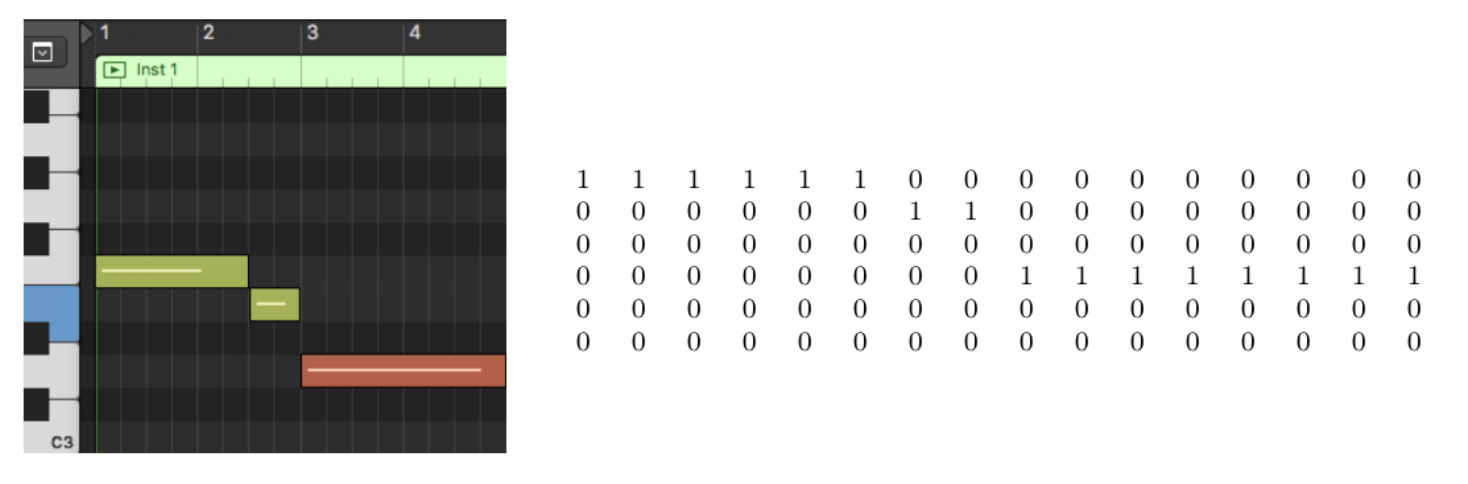 1 2 3 4
Inst 1
C3
1 1 1 1 1 1 0 0 0 0 0 0 0 0 0 0
0 0 0 0 0 0 1 1 0 0 0 0 0 0 0 0
0 0 0 0 0 0 0 0 0 0 0 0 0 0 0 0
0 0 0 0 0 0 0 0 1 1 1 1 1 1 1 1
0 0 0 0 0 0 0 0 0 0 0 0 0 0 0 0
0 0 0 0 0 0 0 0 0 0 0 0 0 0 0 0